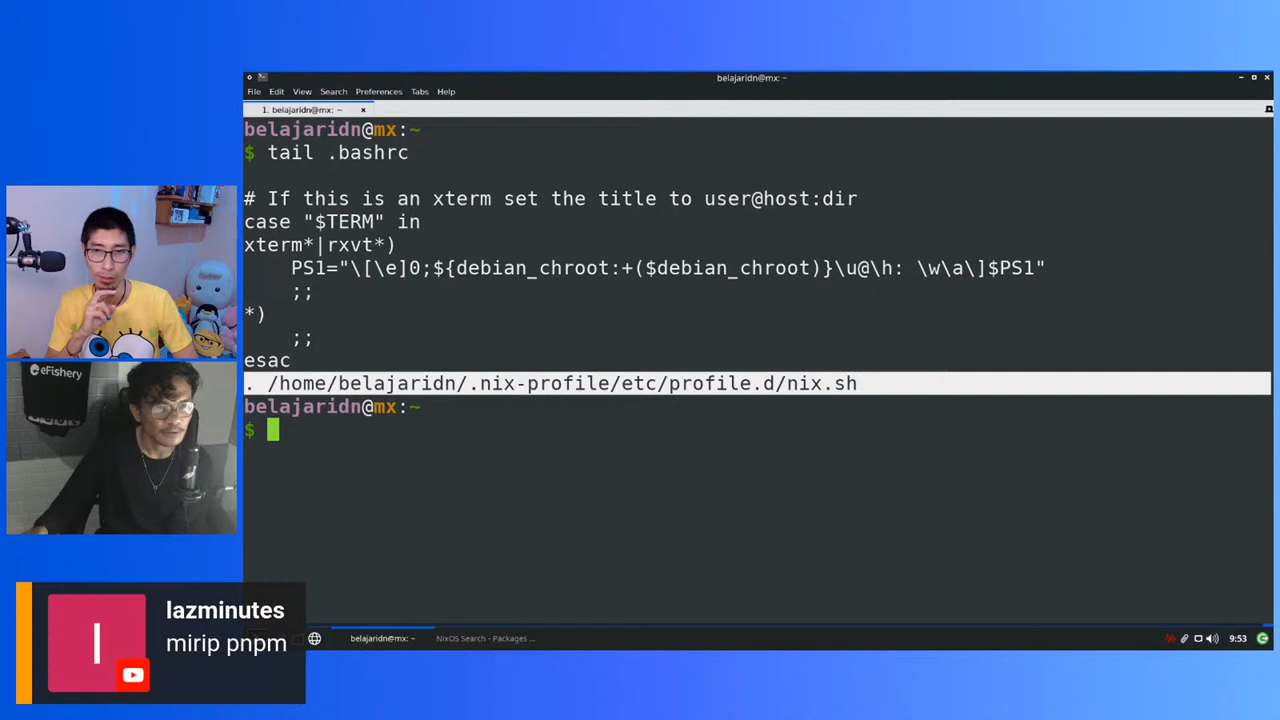 belajaridn@mx: ~
File Edit View Search Preferences Tabs Help
1. belajaridn@mx: ~
belajaridn@mx:~
$ tail .bashrc
# If this is an xterm set the title to user@host:dir
case "$TERM" in
xterm*|rxvt*)
    PS1="\[\e]0;${debian_chroot:+($debian_chroot)}\u@\h: \w\a\]$PS1"
    ;;
*)
    ;;
esac
. /home/belajaridn/.nix-profile/etc/profile.d/nix.sh
belajaridn@mx:~
$
eFishery
lazminutes
mirip pnpm
l
belajaridn@mx: ~
NixOS Search - Packages ...
9:53